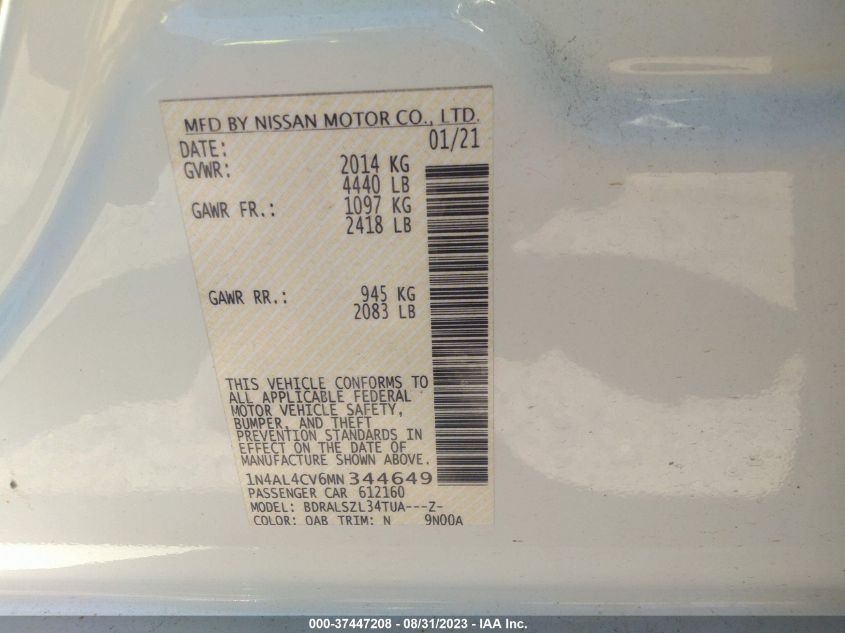 MFD BY NISSAN MOTOR CO., LTD.
DATE: 01/21
GVWR: 2014 KG
4440 LB
GAWR FR.: 1097 KG
2418 LB
GAWR RR.: 945 KG
2083 LB
THIS VEHICLE CONFORMS TO
ALL APPLICABLE FEDERAL
MOTOR VEHICLE SAFETY,
BUMPER, AND THEFT
PREVENTION STANDARDS IN
EFFECT ON THE DATE OF
MANUFACTURE SHOWN ABOVE.
1N4AL4CV6MN 344649
PASSENGER CAR 612160
MODEL: BDRALSZL34TUA---Z-
COLOR: QAB TRIM: N 9N00A
000-37447208 - 08/31/2023 - IAA Inc.